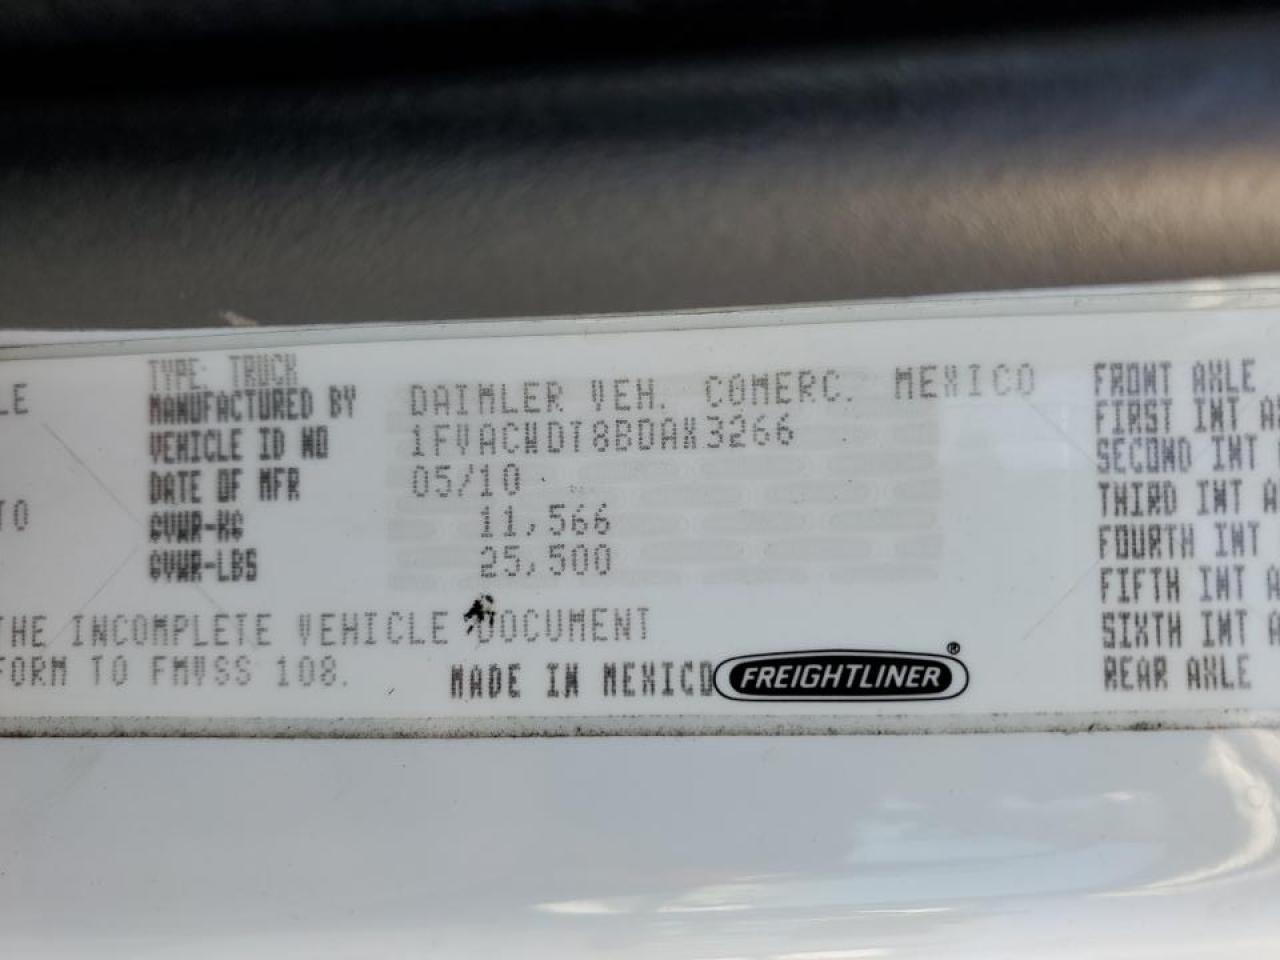 LE
TO
TYPE: TRUCK
MANUFACTURED BY DAIMLER VEH. COMERC. MEXICO
VEHICLE ID NO 1FVACWDT8BDAX3266
DATE OF MFR 05/10
GVWR-KG 11,566
GVWR-LBS 25,500
THE INCOMPLETE VEHICLE DOCUMENT
FORM TO FMVSS 108.
MADE IN MEXICO FREIGHTLINER®
FRONT AXLE
FIRST INT A
SECOND INT
THIRD INT A
FOURTH INT
FIFTH INT A
SIXTH INT A
REAR AXLE